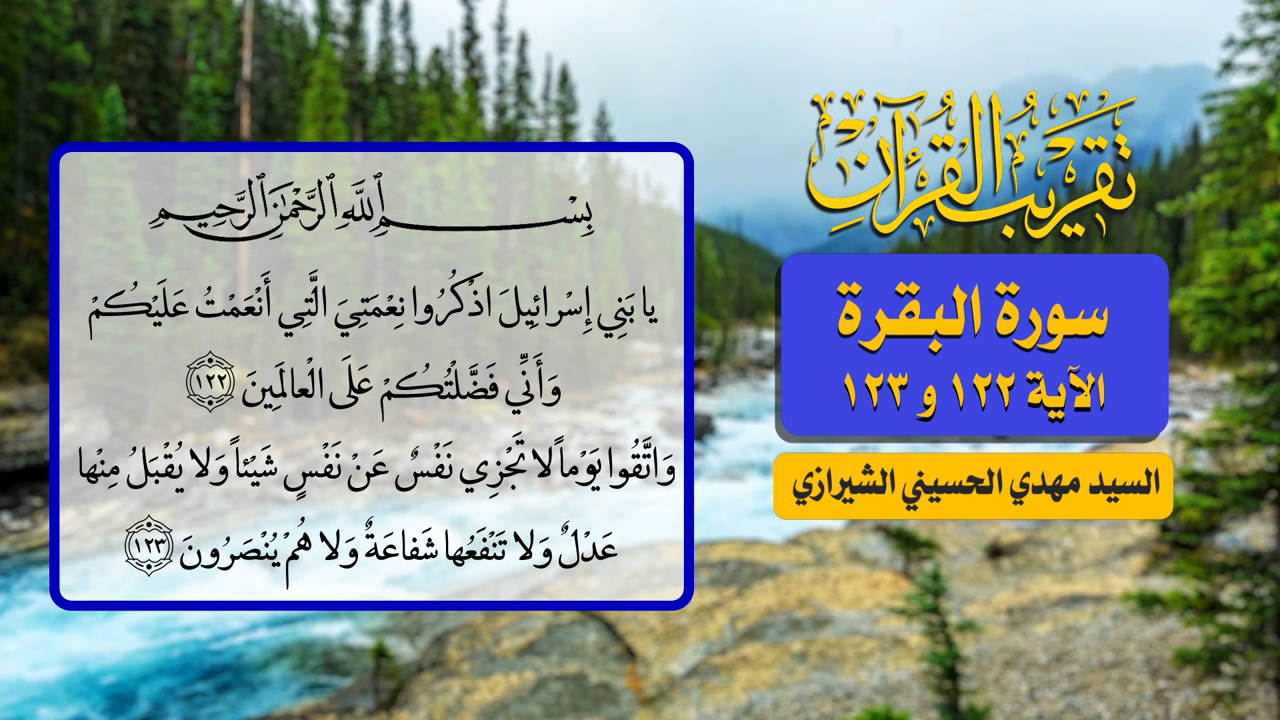 تقريب القرآن
سورة البقرة
الآية ١٢٢ و ١٢٣
السيد مهدي الحسيني الشيرازي
بِسْمِ اللَّهِ الرَّحْمَٰنِ الرَّحِيمِ
يا بَنِي إِسْرائِيلَ اذْكُرُوا نِعْمَتِيَ الَّتِي أَنْعَمْتُ عَلَيْكُمْ
وَأَنِّي فَضَّلْتُكُمْ عَلَى الْعالَمِينَ ١٢٢
وَاتَّقُوا يَوْماً لا تَجْزِي نَفْسٌ عَنْ نَفْسٍ شَيْئاً وَلا يُقْبَلُ مِنْها
عَدْلٌ وَلا تَنْفَعُها شَفاعَةٌ وَلا هُمْ يُنْصَرُونَ ١٢٣